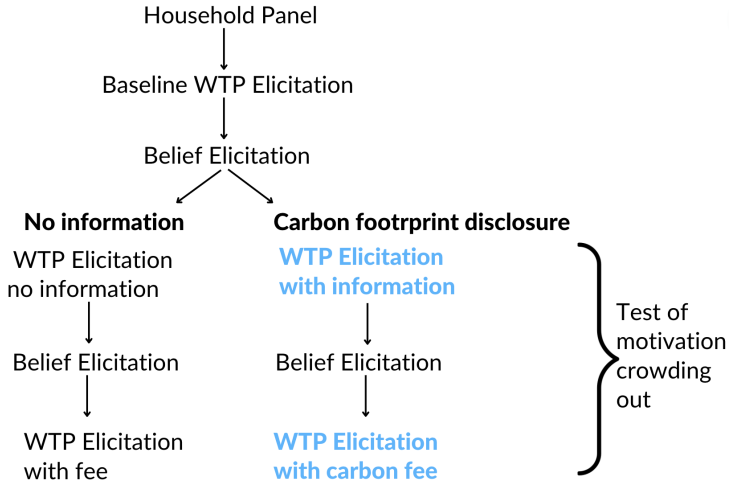 Household Panel
Baseline WTP Elicitation
Belief Elicitation
No information
Carbon footrprint disclosure
WTP Elicitation
no information
WTP Elicitation
with information
Belief Elicitation
Belief Elicitation
WTP Elicitation
with fee
WTP Elicitation
with carbon fee
Test of
motivation
crowding
out